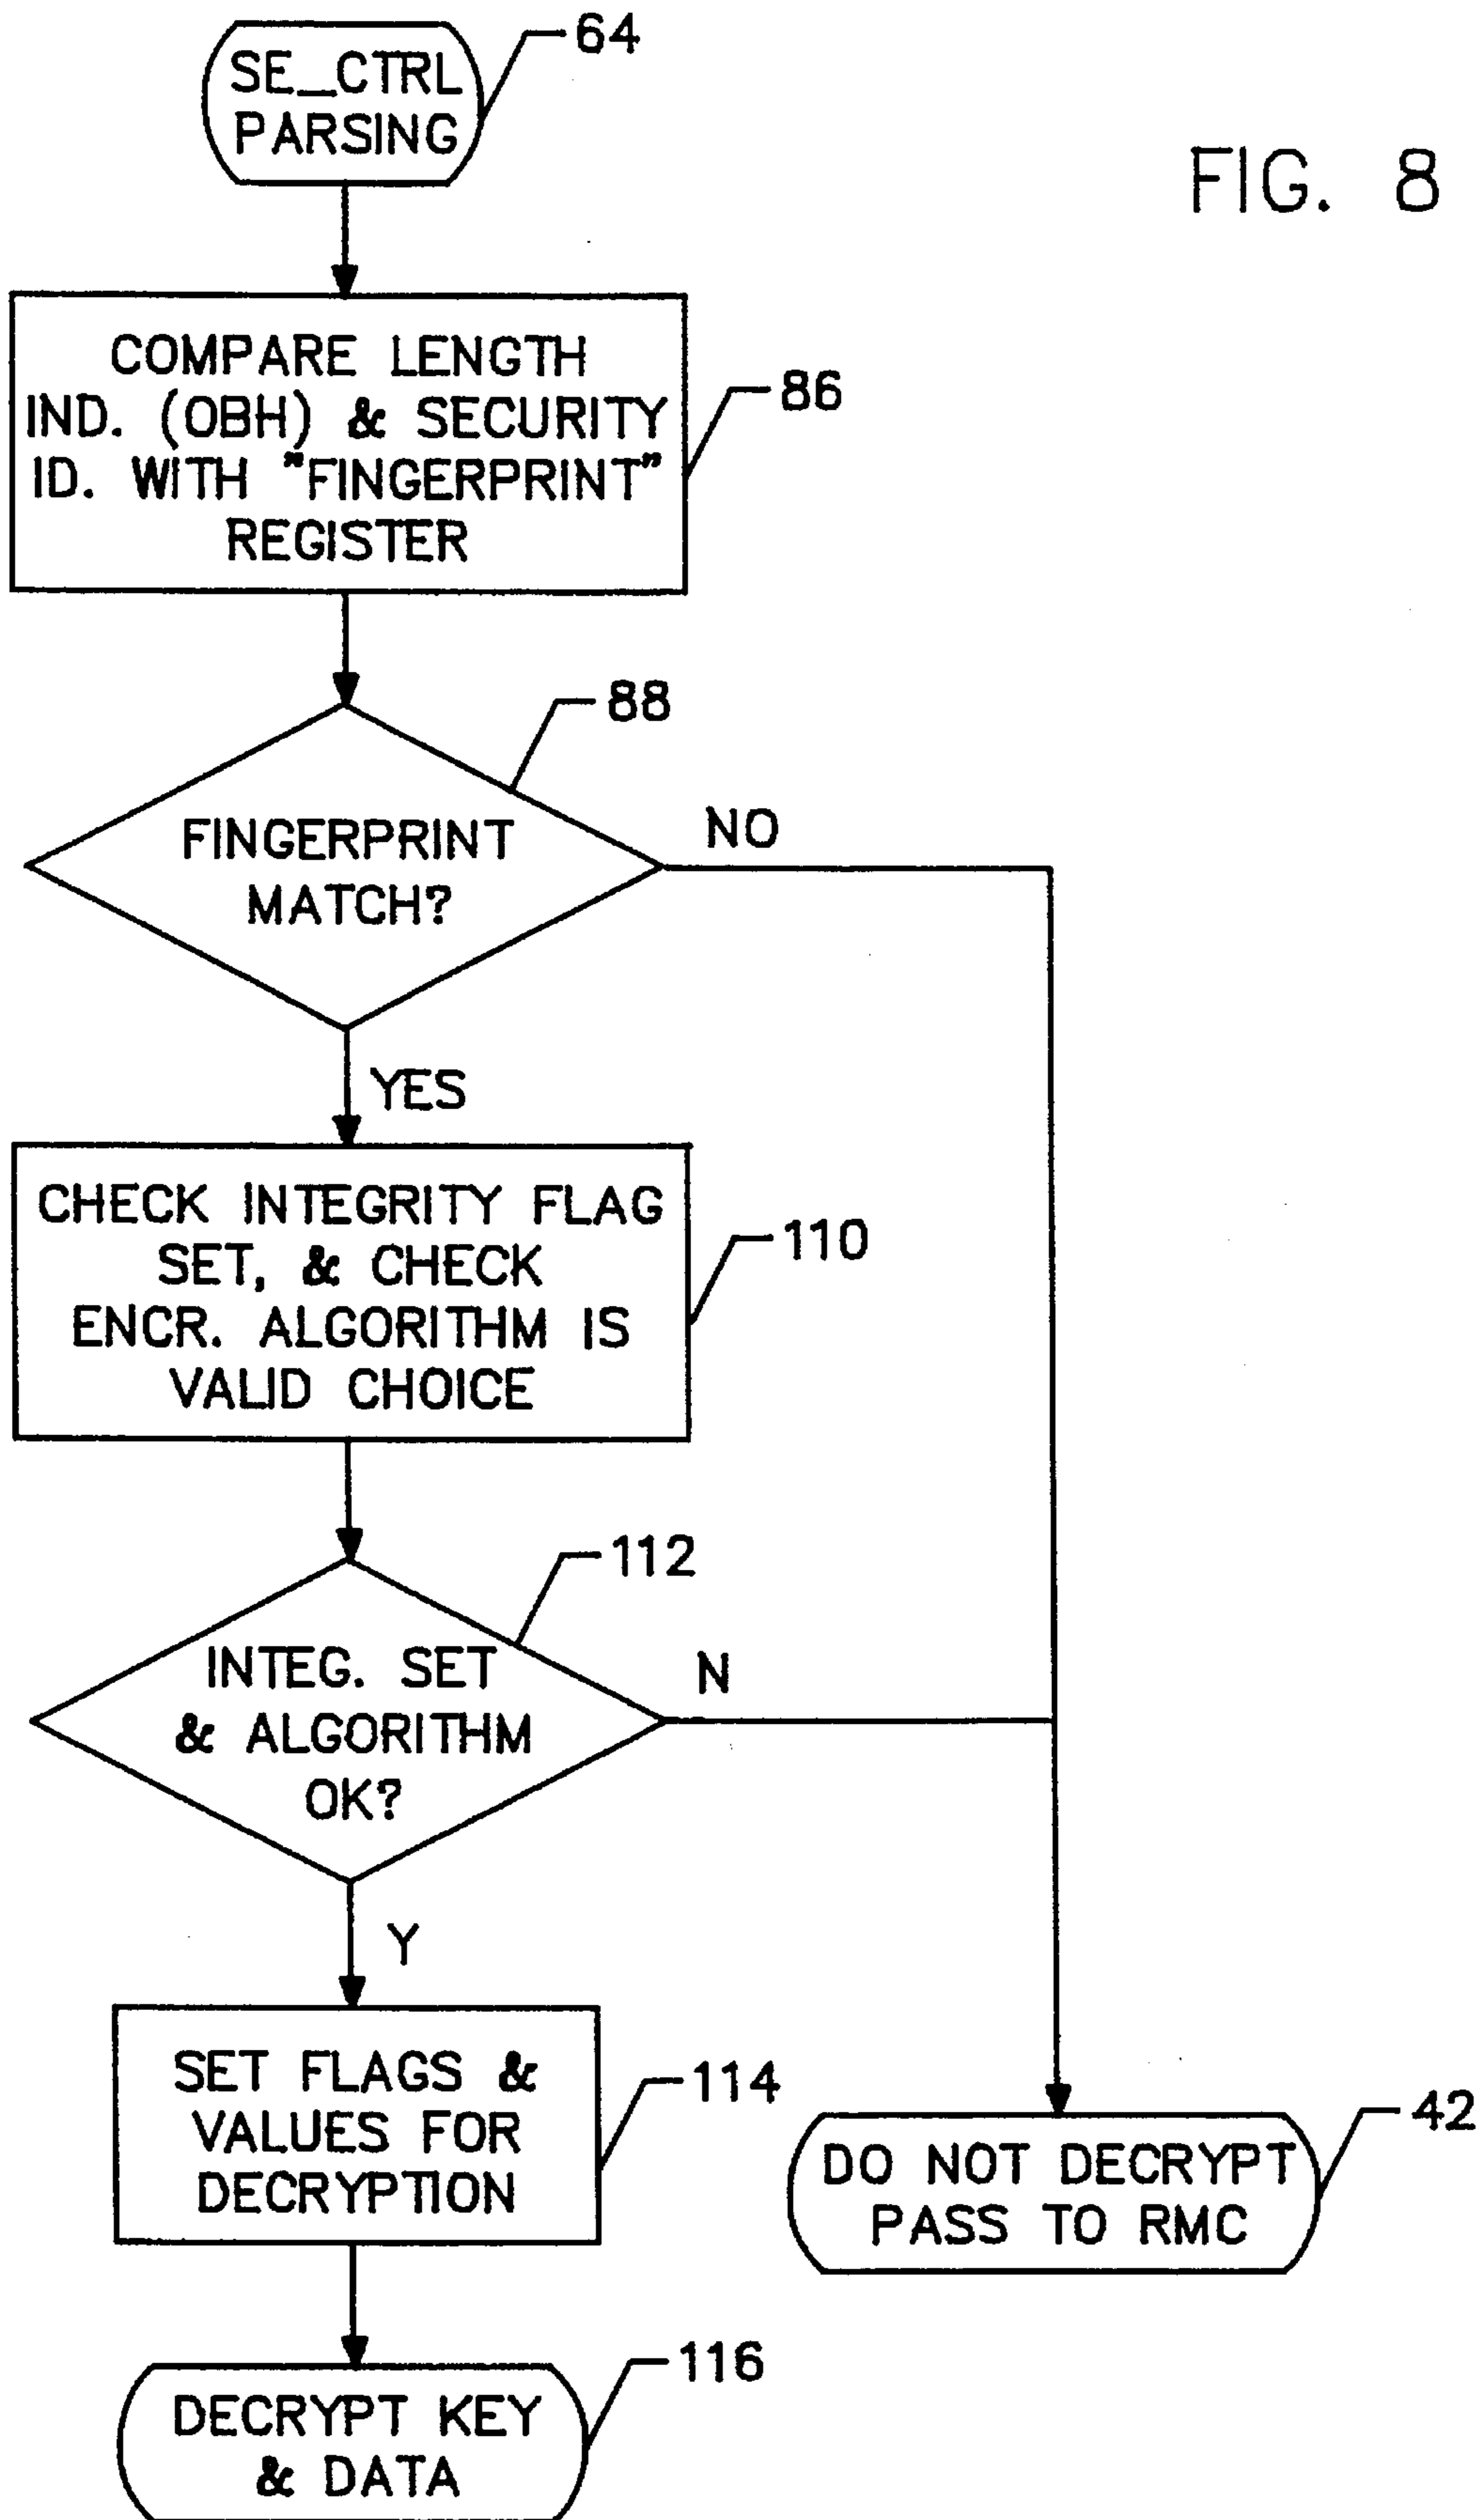 64
SE_CTRL
PARSING
FIG. 8
COMPARE LENGTH
IND. (OBH) & SECURITY
ID. WITH "FINGERPRINT"
REGISTER
86
88
FINGERPRINT
MATCH?
NO
YES
CHECK INTEGRITY FLAG
SET, & CHECK
ENCR. ALGORITHM IS
VALID CHOICE
110
112
INTEG. SET
& ALGORITHM
OK?
N
Y
SET FLAGS &
VALUES FOR
DECRYPTION
114
42
DO NOT DECRYPT
PASS TO RMC
116
DECRYPT KEY
& DATA